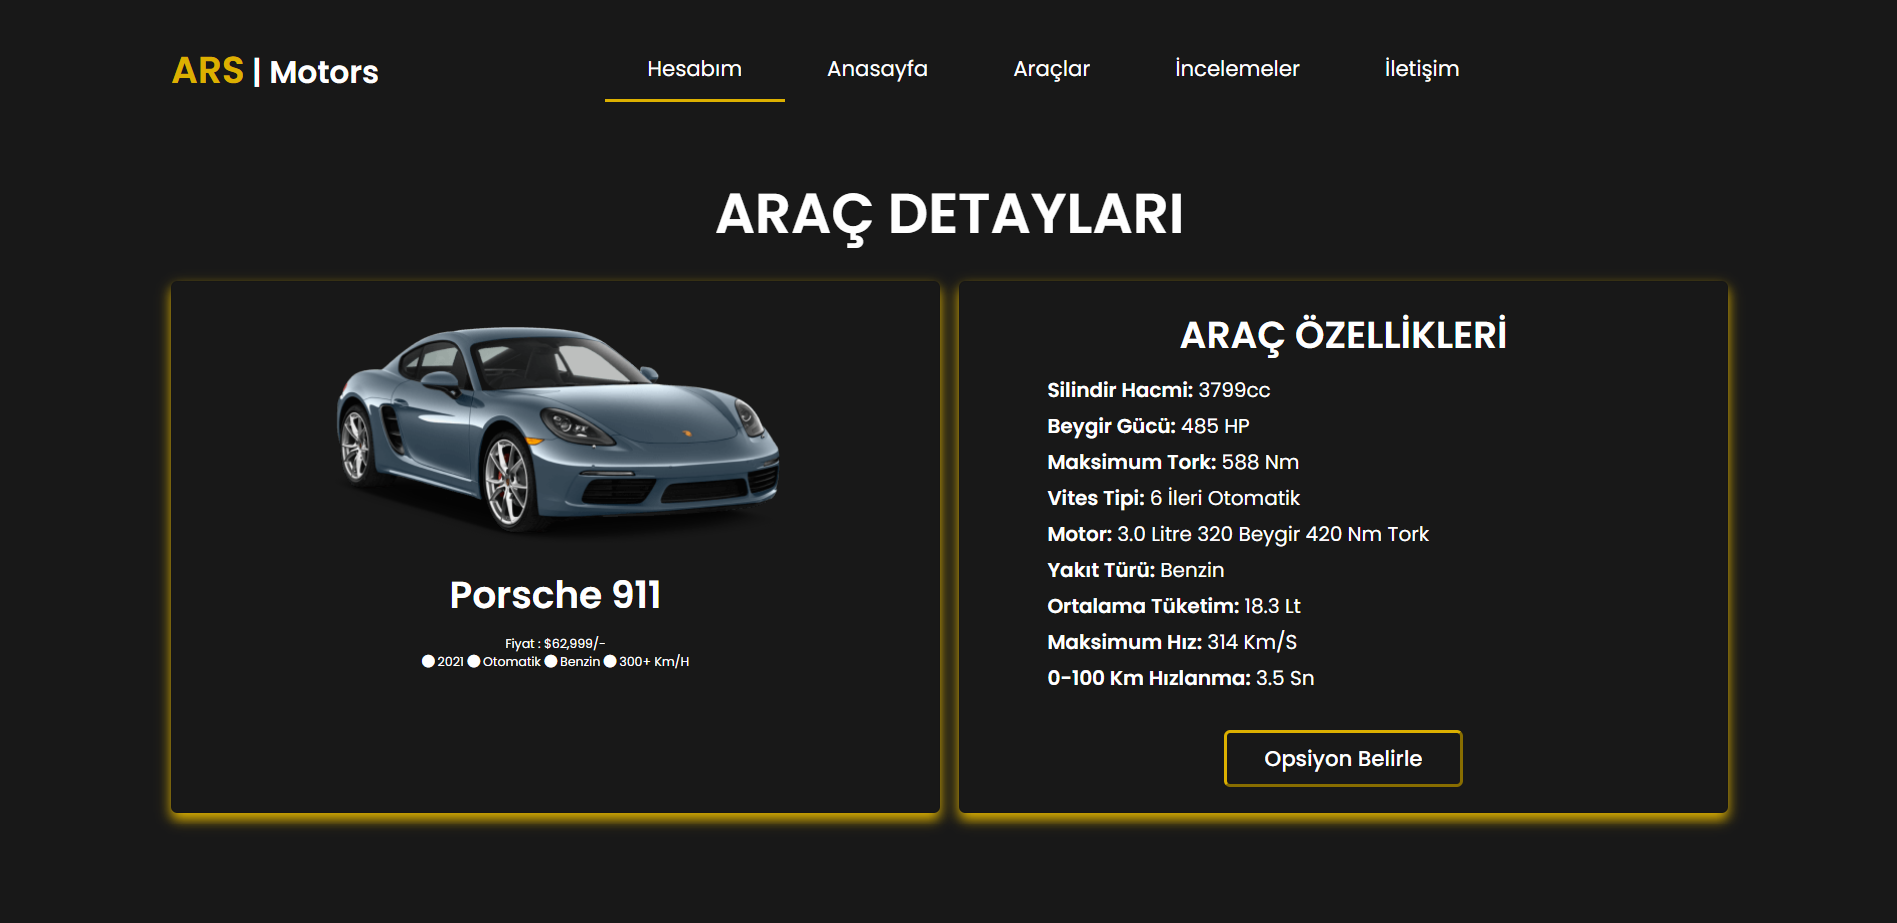 ARS | Motors
Hesabım
Anasayfa
Araçlar
İncelemeler
İletişim
ARAÇ DETAYLARI
Porsche 911
Fiyat : $62,999/-
2021 Otomatik Benzin 300+ Km/H
ARAÇ ÖZELLİKLERİ
Silindir Hacmi: 3799cc
Beygir Gücü: 485 HP
Maksimum Tork: 588 Nm
Vites Tipi: 6 İleri Otomatik
Motor: 3.0 Litre 320 Beygir 420 Nm Tork
Yakıt Türü: Benzin
Ortalama Tüketim: 18.3 Lt
Maksimum Hız: 314 Km/S
0-100 Km Hızlanma: 3.5 Sn
Opsiyon Belirle